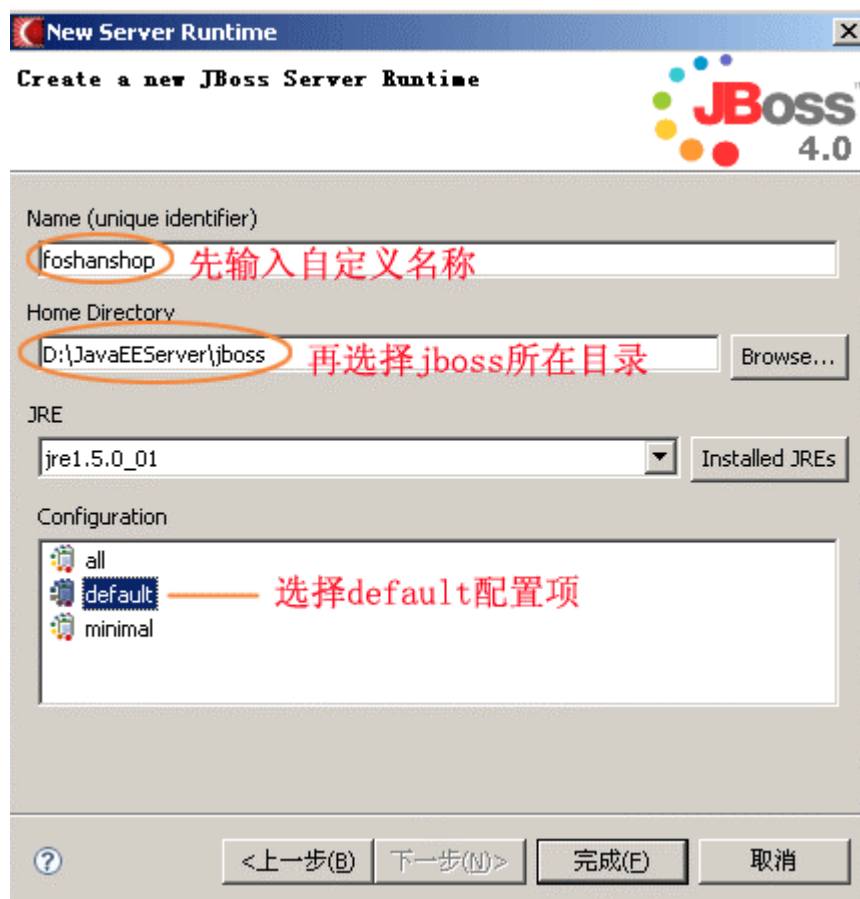 New Server Runtime
Create a new JBoss Server Runtime
JBoss
4.0
Name (unique identifier)
foshanshop 先输入自定义名称
Home Directory
D:\JavaEEServer\jboss 再选择jboss所在目录 Browse...
JRE
jre1.5.0_01 Installed JREs
Configuration
all
default 选择default配置项
minimal
<上一步(B) 下一步(N)> 完成(F) 取消